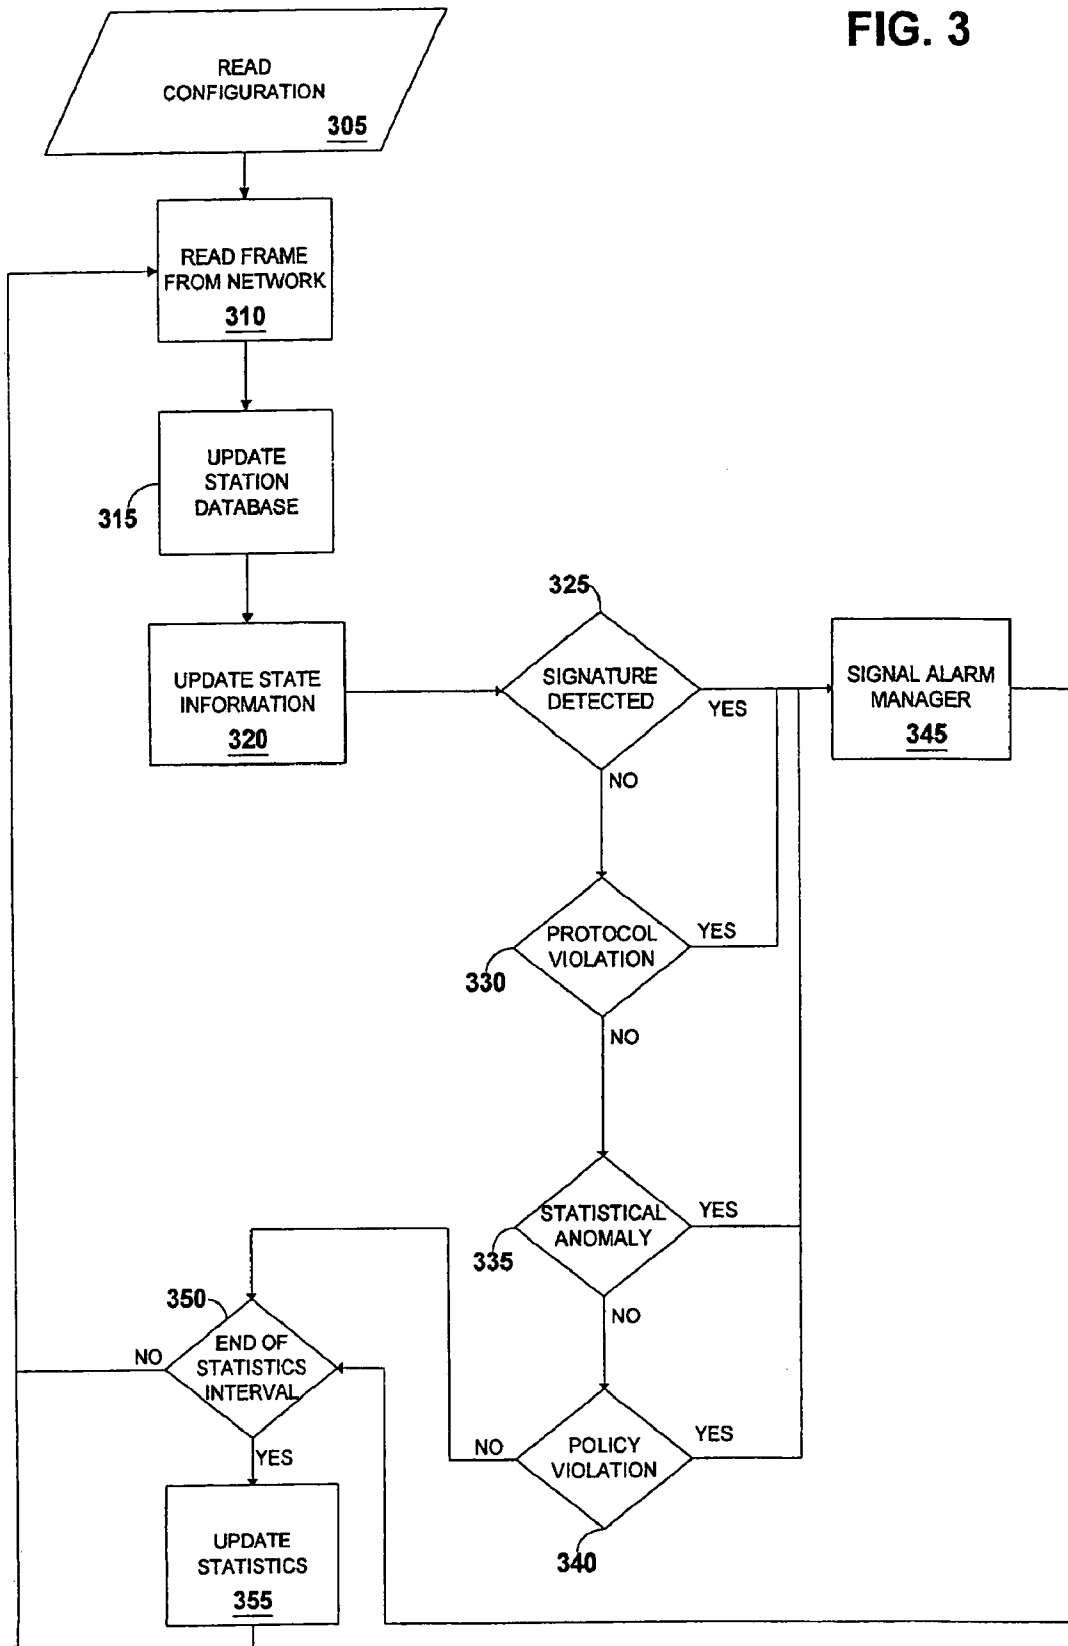 FIG. 3
READ
CONFIGURATION
305
READ FRAME
FROM NETWORK
310
UPDATE
STATION
DATABASE
315
UPDATE STATE
INFORMATION
320
325
SIGNATURE
DETECTED
YES
NO
SIGNAL ALARM
MANAGER
345
PROTOCOL
VIOLATION
330
YES
NO
STATISTICAL
ANOMALY
335
YES
NO
350
END OF
STATISTICS
INTERVAL
NO
YES
POLICY
VIOLATION
NO
YES
340
UPDATE
STATISTICS
355